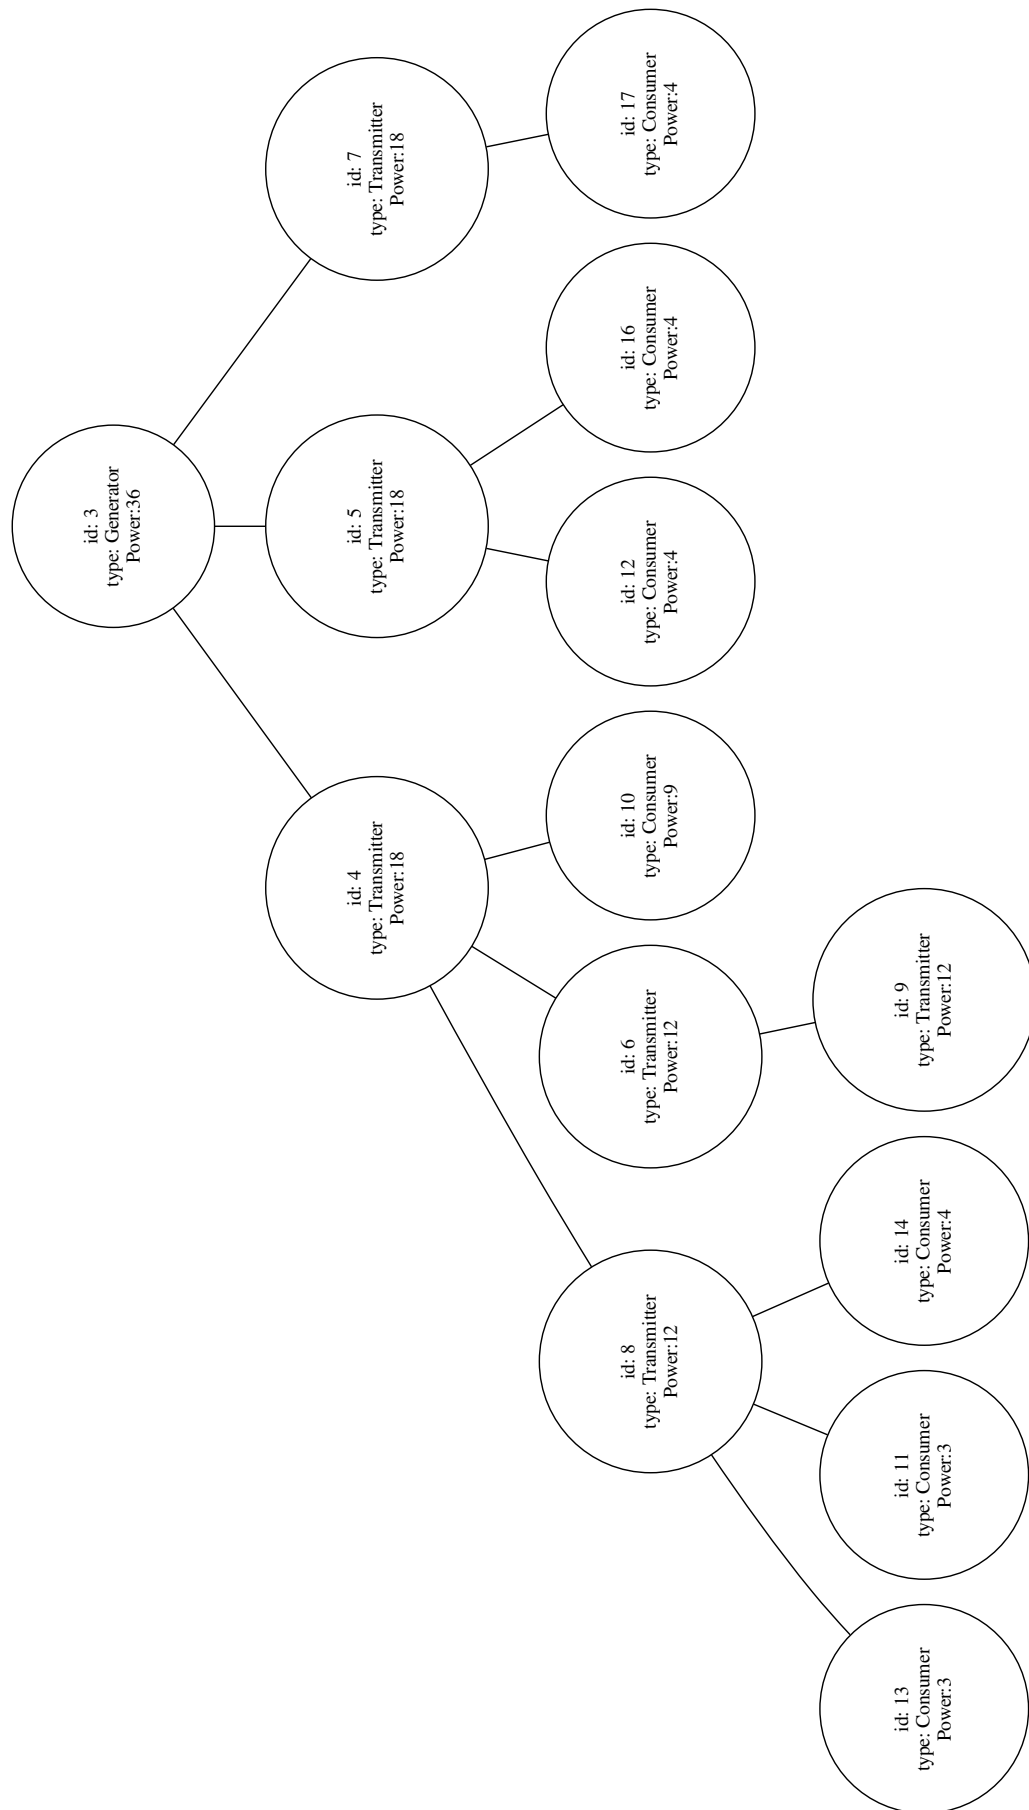 id: 3
type: Generator
Power:36
id: 7
type: Transmitter
Power:18
id: 5
type: Transmitter
Power:18
id: 4
type: Transmitter
Power:18
id: 17
type: Consumer
Power:4
id: 16
type: Consumer
Power:4
id: 12
type: Consumer
Power:4
id: 10
type: Consumer
Power:9
id: 6
type: Transmitter
Power:12
id: 8
type: Transmitter
Power:12
id: 9
type: Transmitter
Power:12
id: 14
type: Consumer
Power:4
id: 11
type: Consumer
Power:3
id: 13
type: Consumer
Power:3